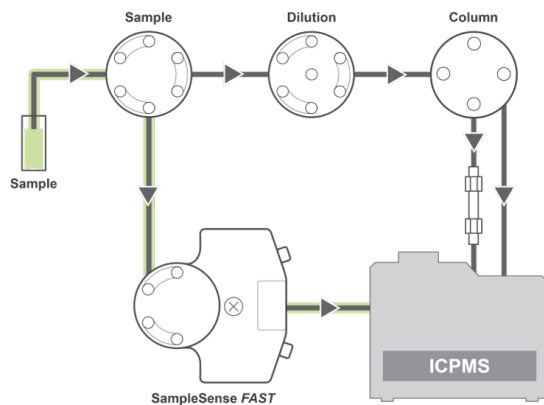 Sample
Dilution
Column
Sample
ICPMS
SampleSense FAST